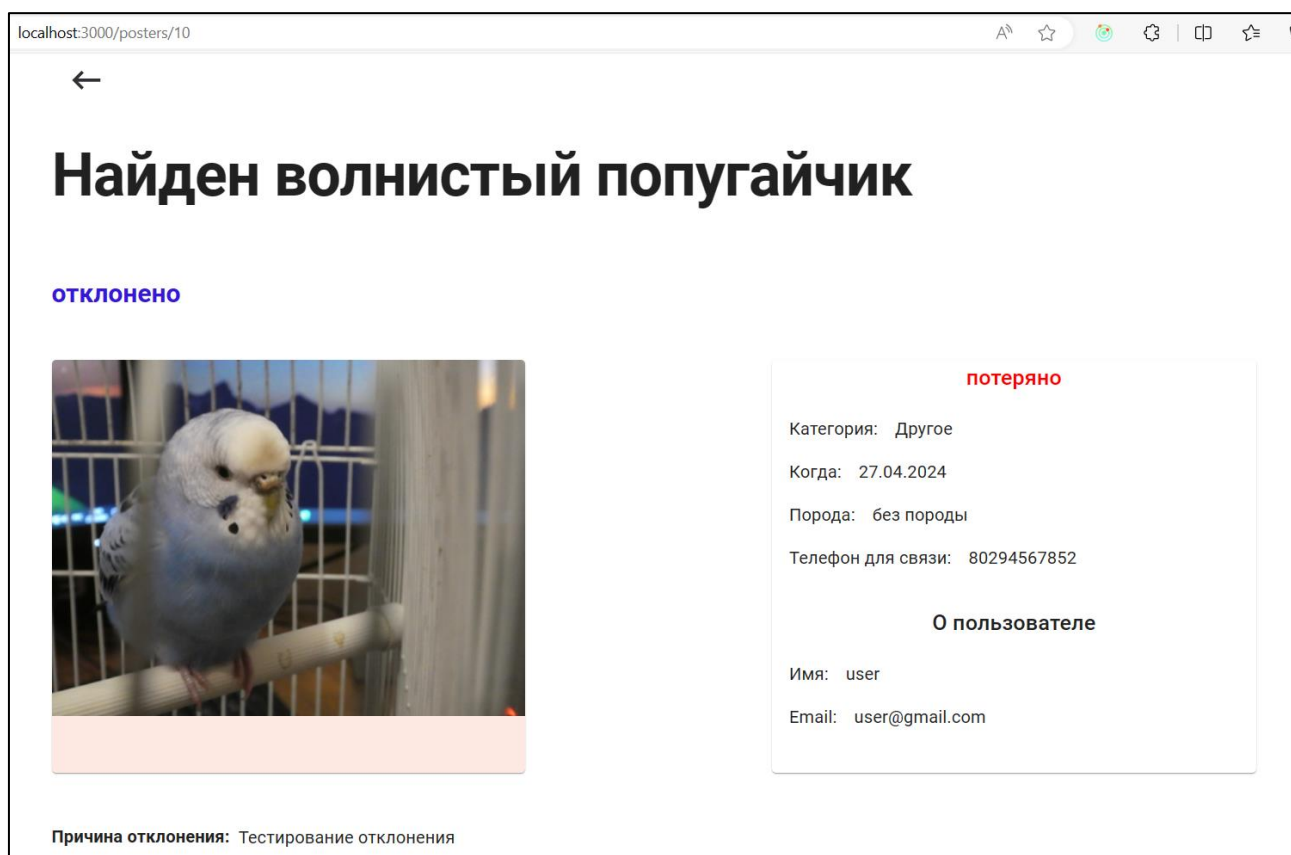 localhost:3000/posters/10
Найден волнистый попугайчик
отклонено
потеряно
Категория: Другое
Когда: 27.04.2024
Порода: без породы
Телефон для связи: 80294567852
О пользователе
Имя: user
Email: user@gmail.com
Причина отклонения: Тестирование отклонения